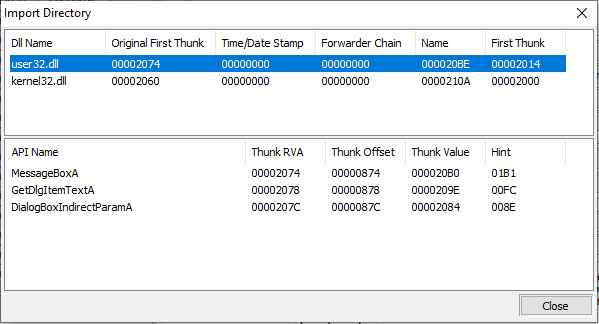 Import Directory
Dll Name Original First Thunk Time/Date Stamp Forwarder Chain Name First Thunk
user32.dll 00002074 00000000 00000000 000020BE 00002014
kernel32.dll 00002060 00000000 00000000 0000210A 00002000
API Name Thunk RVA Thunk Offset Thunk Value Hint
MessageBoxA 00002074 00000874 000020B0 01B1
GetDlgItemTextA 00002078 00000878 0000209E 00FC
DialogBoxIndirectParamA 0000207C 0000087C 00002084 008E
Close